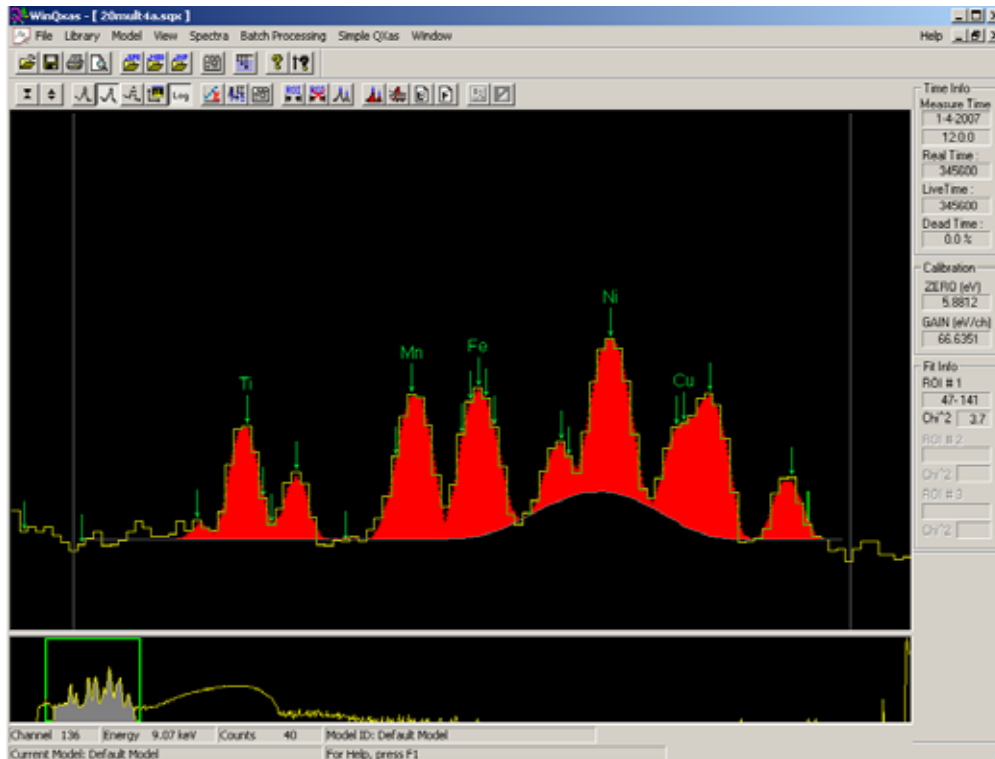 WinQxas - [ 20mult4a.sqx ]
File Library Model View Spectra Batch Processing Simple QXas Window Help
Log
Time Info
Measure Time
1-4-2007
12:0:0
Real Time :
345600
LiveTime :
345600
Dead Time :
0.0 %
Calibration
ZERO (eV)
5.8812
GAIN (eV/ch)
66.6351
Fit Info
ROI # 1
47-141
Chi^2 3.7
ROI # 2
Chi^2
ROI # 3
Chi^2
Ni
Mn Fe
Ti Cu
Channel 136 Energy 9.07 keV Counts 40 Model ID: Default Model
Current Model: Default Model For Help, press F1